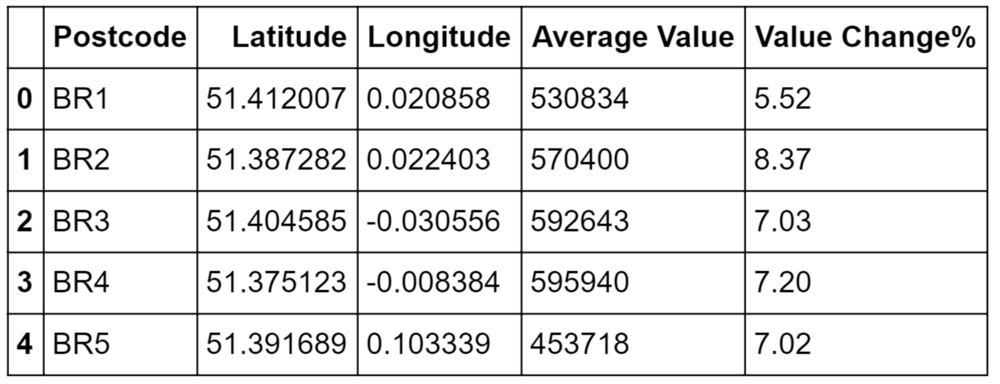 Postcode Latitude Longitude Average Value Value Change%
0 BR1 51.412007 0.020858 530834 5.52
1 BR2 51.387282 0.022403 570400 8.37
2 BR3 51.404585 -0.030556 592643 7.03
3 BR4 51.375123 -0.008384 595940 7.20
4 BR5 51.391689 0.103339 453718 7.02